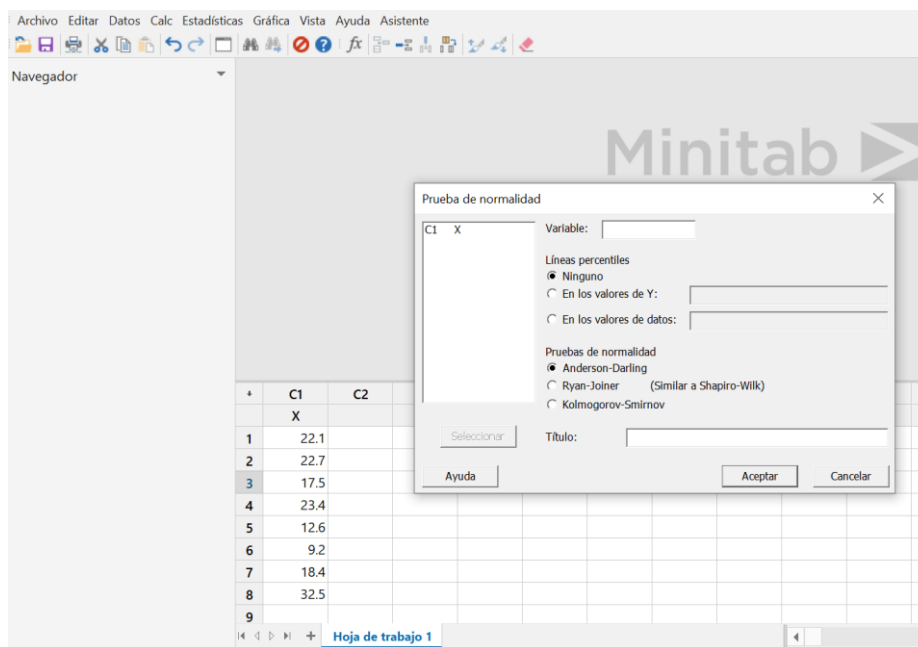 Archivo Editar Datos Calc Estadísticas Gráfica Vista Ayuda Asistente
fx
Navegador
Minitab
Prueba de normalidad
C1 X
Variable:
Líneas percentiles
Ninguno
En los valores de Y:
En los valores de datos:
Pruebas de normalidad
Anderson-Darling
Ryan-Joiner (Similar a Shapiro-Wilk)
Kolmogorov-Smirnov
Seleccionar
Título:
Ayuda Aceptar Cancelar
C1 C2
X
1 22.1
2 22.7
3 17.5
4 23.4
5 12.6
6 9.2
7 18.4
8 32.5
9
Hoja de trabajo 1